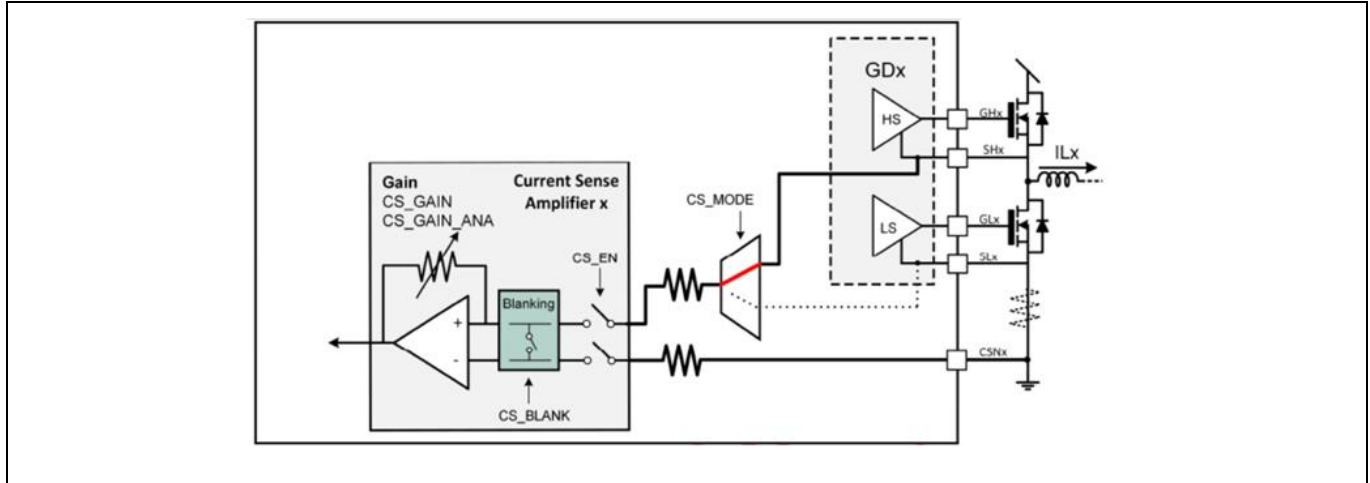 GDx
HS
GHx
SHx
ILx
Gain
CS_GAIN
CS_GAIN_ANA
Current Sense
Amplifier x
CS_MODE
LS
GLx
SLx
CS_EN
Blanking
+
-
CSNx
CS_BLANK